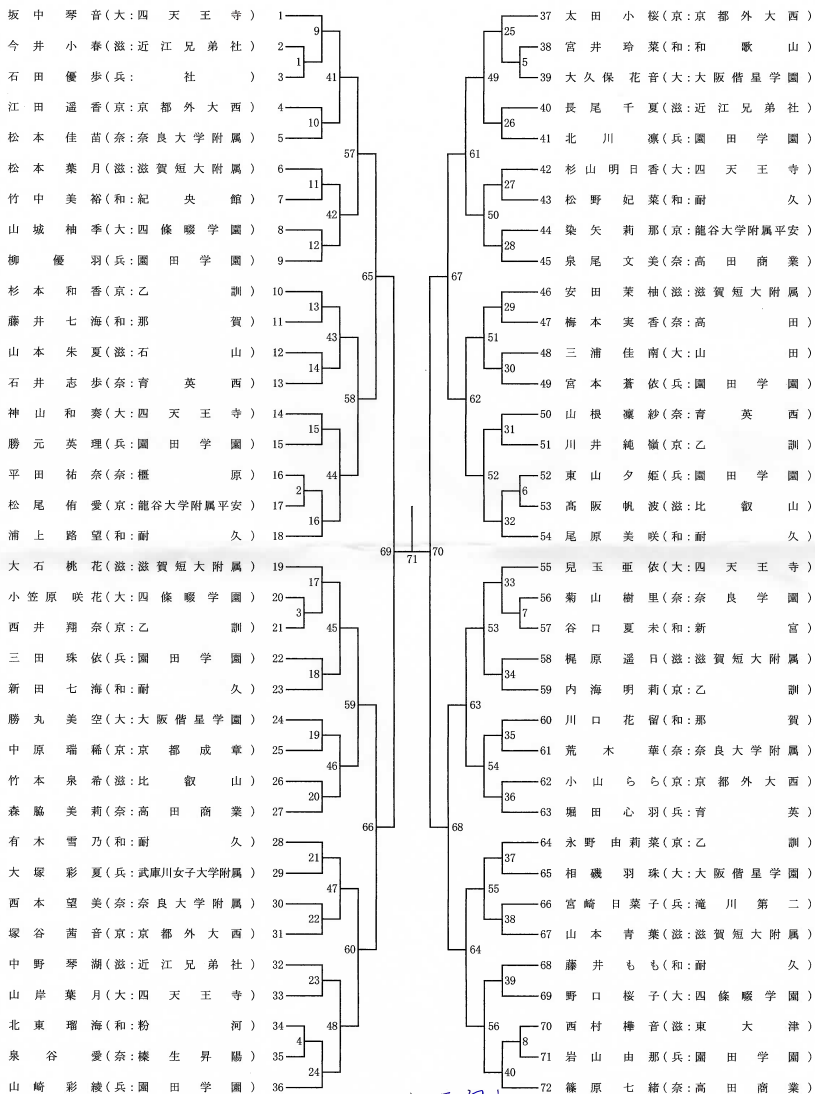 坂中琴音(大:四天王寺) 1
今井小春(滋:近江兄弟社) 2
石田優歩(兵:社) 3
江田遥香(京:京都外大西) 4
松本佳苗(奈:奈良大学附属) 5
松本葉月(滋:滋賀短大附属) 6
竹中美裕(和:紀央館) 7
山城柚季(大:四條畷学園) 8
柳優羽(兵:園田学園) 9
杉本和香(京:乙訓) 10
藤井七海(和:那賀) 11
山本朱夏(滋:石山) 12
石井志歩(奈:育英西) 13
神山和奏(大:四天王寺) 14
勝元英理(兵:園田学園) 15
平田祐奈(奈:橿原) 16
松尾侑愛(京:龍谷大学附属平安) 17
浦上路望(和:耐久) 18
大石桃花(滋:滋賀短大附属) 19
小笠原咲花(大:四條畷学園) 20
西井翔奈(京:乙訓) 21
三田珠依(兵:園田学園) 22
新田七海(和:耐久) 23
勝丸美空(大:大阪偕星学園) 24
中原瑞稀(京:京都成章) 25
竹本泉希(滋:比叡山) 26
森脇美莉(奈:高田商業) 27
有木雪乃(和:耐久) 28
大塚彩夏(兵:武庫川女子大学附属) 29
西本望美(奈:奈良大学附属) 30
塚谷茜音(京:京都外大西) 31
中野琴湖(滋:近江兄弟社) 32
山岸葉月(大:四天王寺) 33
北東瑠海(和:粉河) 34
泉谷愛(奈:榛生昇陽) 35
山崎彩綾(兵:園田学園) 36
9
1
41
10
57
11
42
12
65
13
43
14
58
15
44
2
16
69
17
3
45
18
59
19
46
20
66
21
47
22
60
23
48
4
24
71
70
25
5
49
26
61
27
50
28
67
29
51
30
62
31
52
6
32
33
7
53
34
63
35
54
36
68
37
55
38
64
39
56
8
40
37 太田小桜(京:京都外大西)
38 宮井玲菜(和:和歌山)
39 大久保花音(大:大阪偕星学園)
40 長尾千夏(滋:近江兄弟社)
41 北川凛(兵:園田学園)
42 杉山明日香(大:四天王寺)
43 松野妃菜(和:耐久)
44 染矢莉那(京:龍谷大学附属平安)
45 泉尾文美(奈:高田商業)
46 安田茉柚(滋:滋賀短大附属)
47 梅本実香(奈:高田)
48 三浦佳南(大:山田)
49 宮本蒼依(兵:園田学園)
50 山根凜紗(奈:育英西)
51 川井純嶺(京:乙訓)
52 東山夕姫(兵:園田学園)
53 髙阪帆波(滋:比叡山)
54 尾原美咲(和:耐久)
55 兒玉亜依(大:四天王寺)
56 菊山樹里(奈:奈良学園)
57 谷口夏未(和:新宮)
58 梶原遥日(滋:滋賀短大附属)
59 内海明莉(京:乙訓)
60 川口花留(和:那賀)
61 荒木華(奈:奈良大学附属)
62 小山らら(京:京都外大西)
63 堀田心羽(兵:育英)
64 永野由莉菜(京:乙訓)
65 相磯羽珠(大:大阪偕星学園)
66 宮崎日菜子(兵:滝川第二)
67 山本青葉(滋:滋賀短大附属)
68 藤井もも(和:耐久)
69 野口桜子(大:四條畷学園)
70 西村樺音(滋:東大津)
71 岩山由那(兵:園田学園)
72 篠原七緒(奈:高田商業)